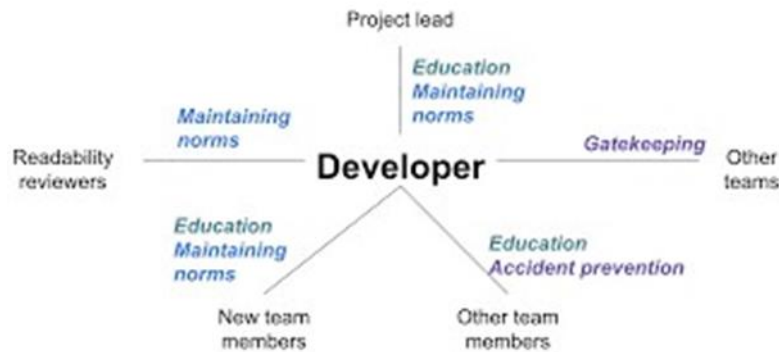 Project lead
Education
Maintaining
norms
Maintaining
norms
Gatekeeping
Readability
reviewers
Developer
Other
teams
Education
Maintaining
norms
Education
Accident prevention
New team
members
Other team
members